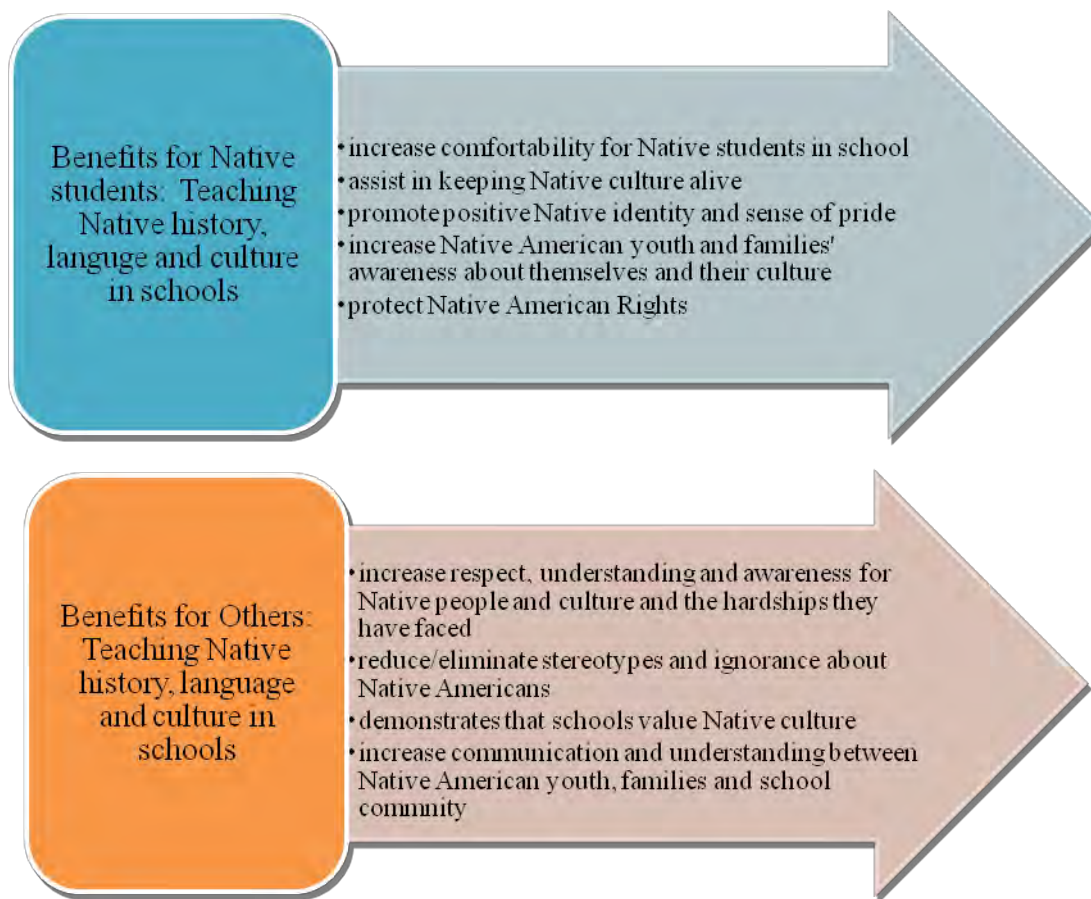 Benefits for Native
students:  Teaching
Native history,
languge and culture
in schools
•increase comfortability for Native students in school
•assist in keeping Native culture alive
•promote positive Native identity and sense of pride
•increase Native American youth and families'
awareness about themselves and their culture
•protect Native American Rights
Benefits for Others:
Teaching Native
history, language
and culture in
schools
•increase respect, understanding and awareness for
Native people and culture and the hardships they
have faced
•reduce/eliminate stereotypes and ignorance about
Native Americans
•demonstrates that schools value Native culture
•increase communication and understanding between
Native American youth, families and school
commnity